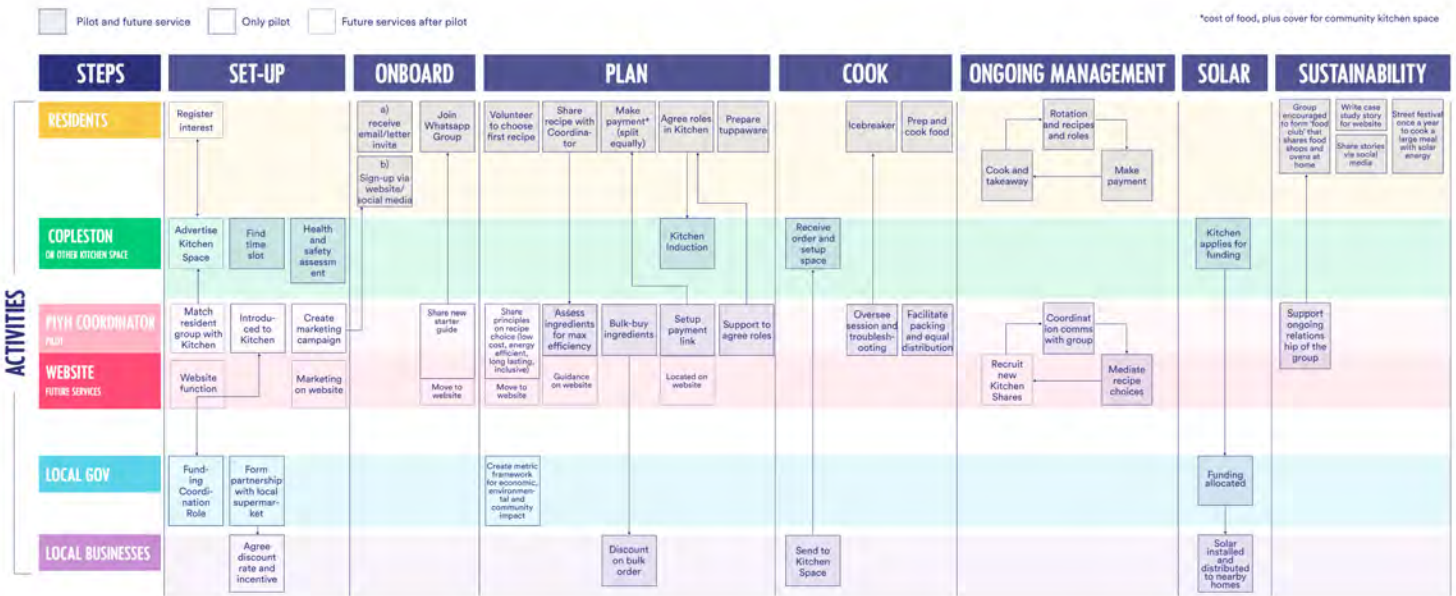 Pilot and future service
Only pilot
Future services after pilot
*cost of food, plus cover for community kitchen space
STEPS
SET-UP
ONBOARD
PLAN
COOK
ONGOING MANAGEMENT
SOLAR
SUSTAINABILITY
ACTIVITIES
RESIDENTS
Register
interest
a)
receive
email/letter
invite
b)
Sign-up via
website/
social media
Join
Whatsapp
Group
Volunteer
to choose
first recipe
Share
recipe with
Coordina-
tor
Make
payment*
(split
equally)
Agree roles
in Kitchen
Prepare
tuppaware
Icebreaker
Prep and
cook food
Rotation
and recipes
and roles
Cook and
takeaway
Make
payment
Group
encouraged
to form 'food
club' that
shares food
shops and
ovens at
home
Write case
study story
for website
Share stories
via social
media
Street festival
once a year
to cook a
large meal
with solar
energy
COPLESTON
OR OTHER KITCHEN SPACE
Advertise
Kitchen
Space
Find
time
slot
Health
and
safety
assessm
ent
Kitchen
Induction
Receive
order and
setup
space
Kitchen
applies for
funding
PIYH COORDINATOR
PILOT
Match
resident
group with
Kitchen
Introdu-
ced to
Kitchen
Create
marketing
campaign
Share new
starter
guide
Share
principles
on recipe
choice (low
cost, energy
efficient,
long lasting,
inclusive)
Assess
ingredients
for max
efficiency
Bulk-buy
ingredients
Setup
payment
link
Support to
agree roles
Oversee
session and
troublesh-
ooting
Facilitate
packing
and equal
distribution
Coordinat
ion comms
with group
Recruit
new
Kitchen
Shares
Mediate
recipe
choices
Support
ongoing
relations
hip of the
group
WEBSITE
FUTURE SERVICES
Website
function
Marketing
on website
Move to
website
Move to
website
Guidance
on website
Located on
website
LOCAL GOV
Fund-
ing
Coordi-
nation
Role
Form
partnership
with local
supermar-
ket
Create metric
framework
for economic,
environmen-
tal and
community
impact
Funding
allocated
LOCAL BUSINESSES
Agree
discount
rate and
incentive
Discount
on bulk
order
Send to
Kitchen
Space
Solar
installed
and
distributed
to nearby
homes